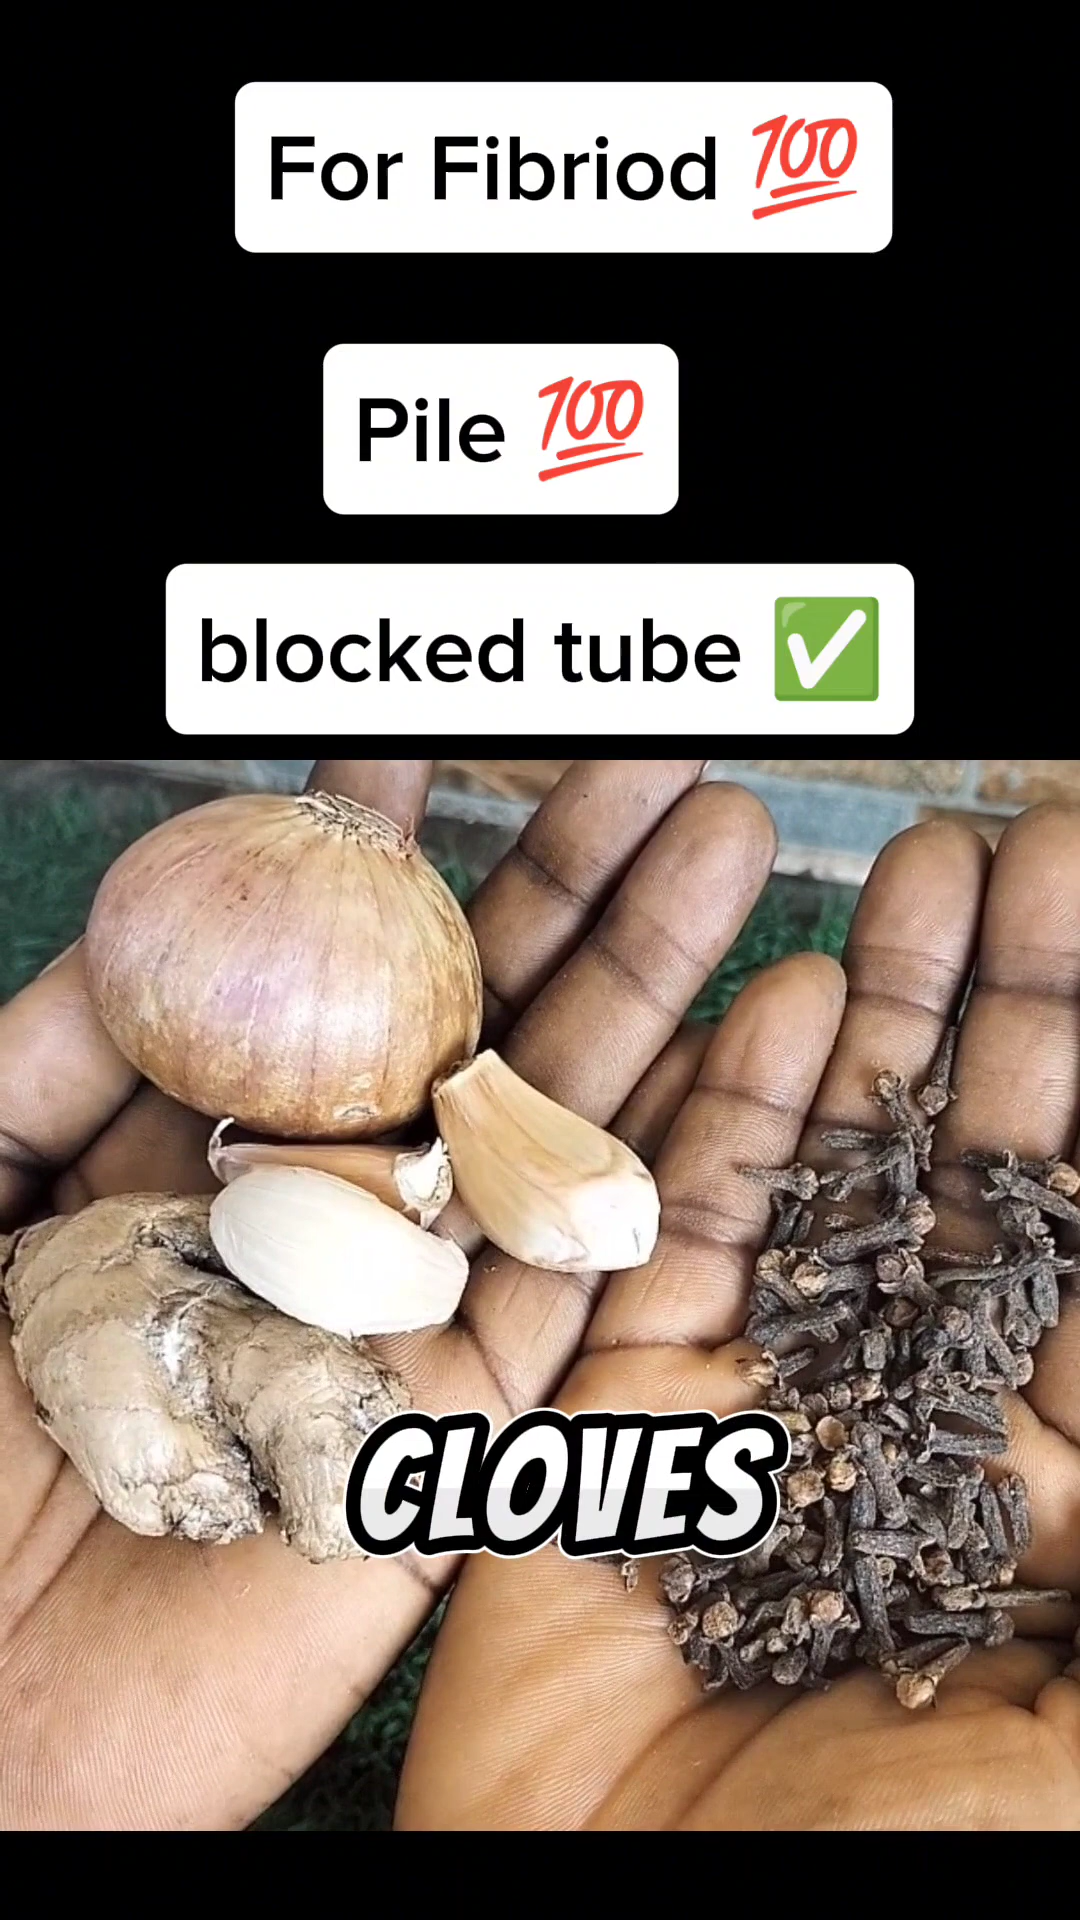 For Fibriod 💯
Pile 💯
blocked tube ✅
CLOVES